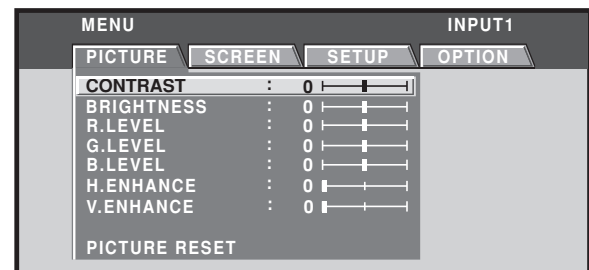 MENU INPUT1
PICTURE SCREEN SETUP OPTION
CONTRAST : 0
BRIGHTNESS : 0
R.LEVEL : 0
G.LEVEL : 0
B.LEVEL : 0
H.ENHANCE : 0
V.ENHANCE : 0
PICTURE RESET